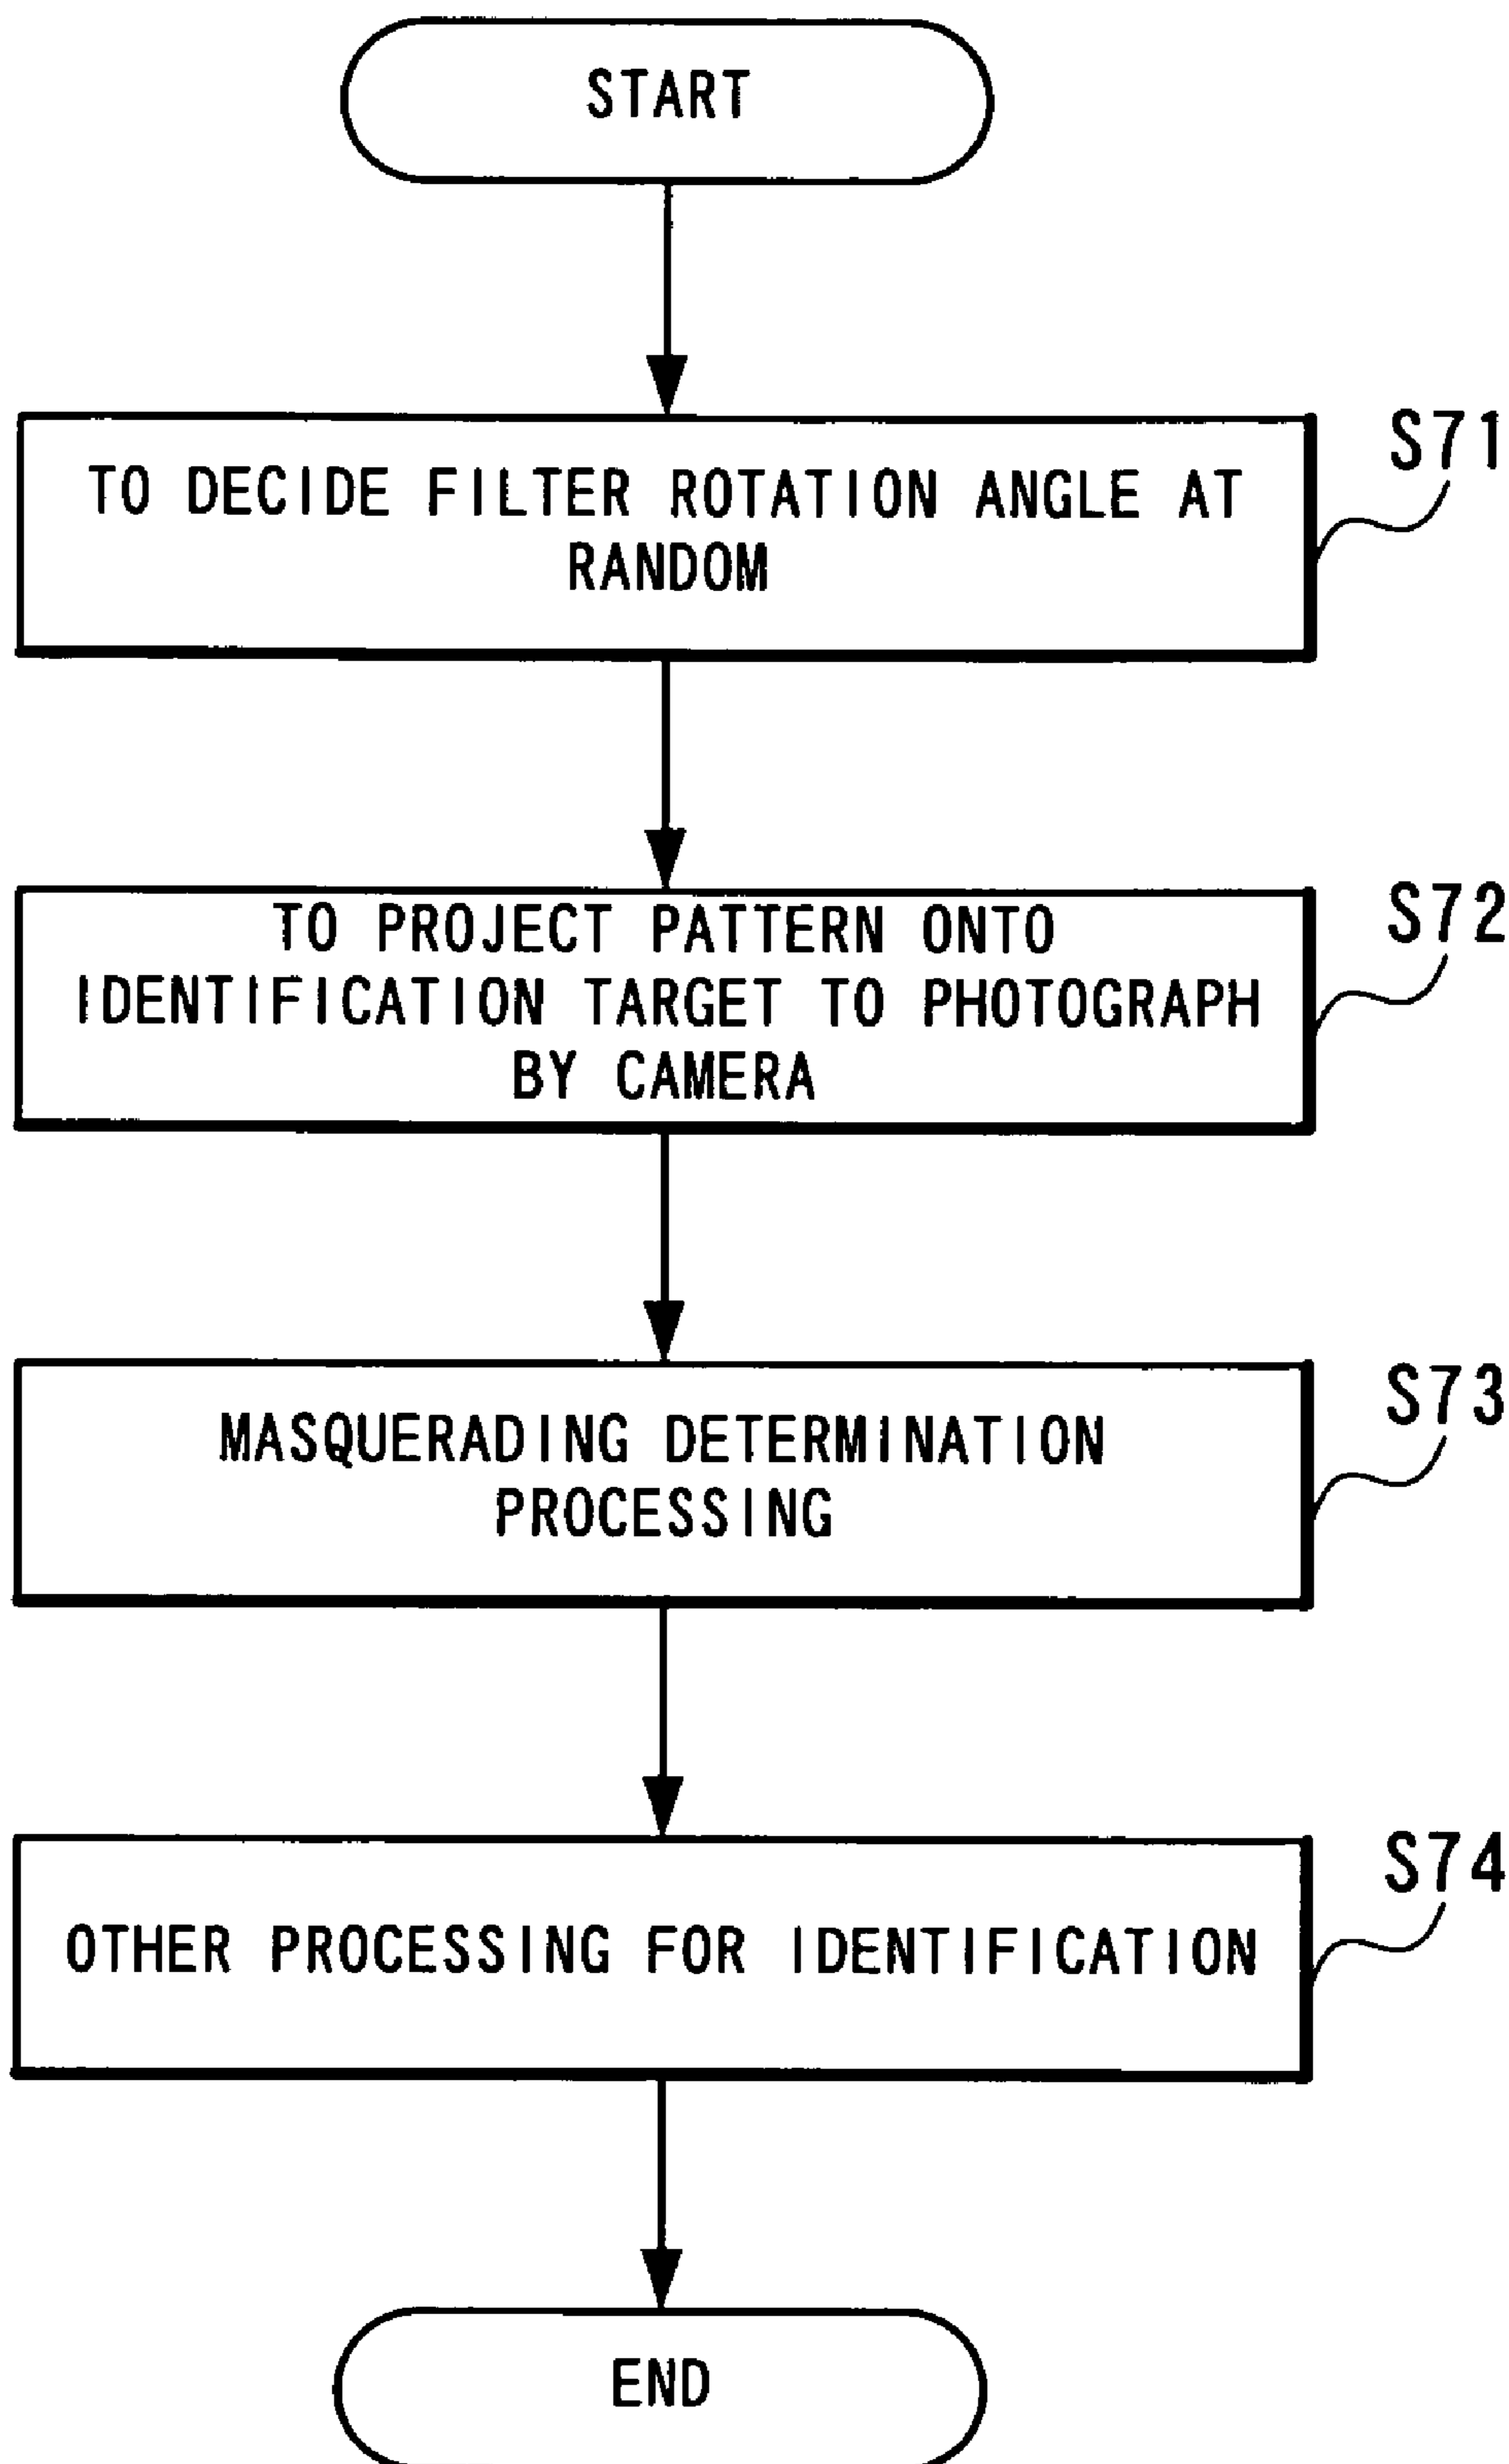 START
S71
TO DECIDE FILTER ROTATION ANGLE AT
RANDOM
S72
TO PROJECT PATTERN ONTO
IDENTIFICATION TARGET TO PHOTOGRAPH
BY CAMERA
S73
MASQUERADING DETERMINATION
PROCESSING
S74
OTHER PROCESSING FOR IDENTIFICATION
END